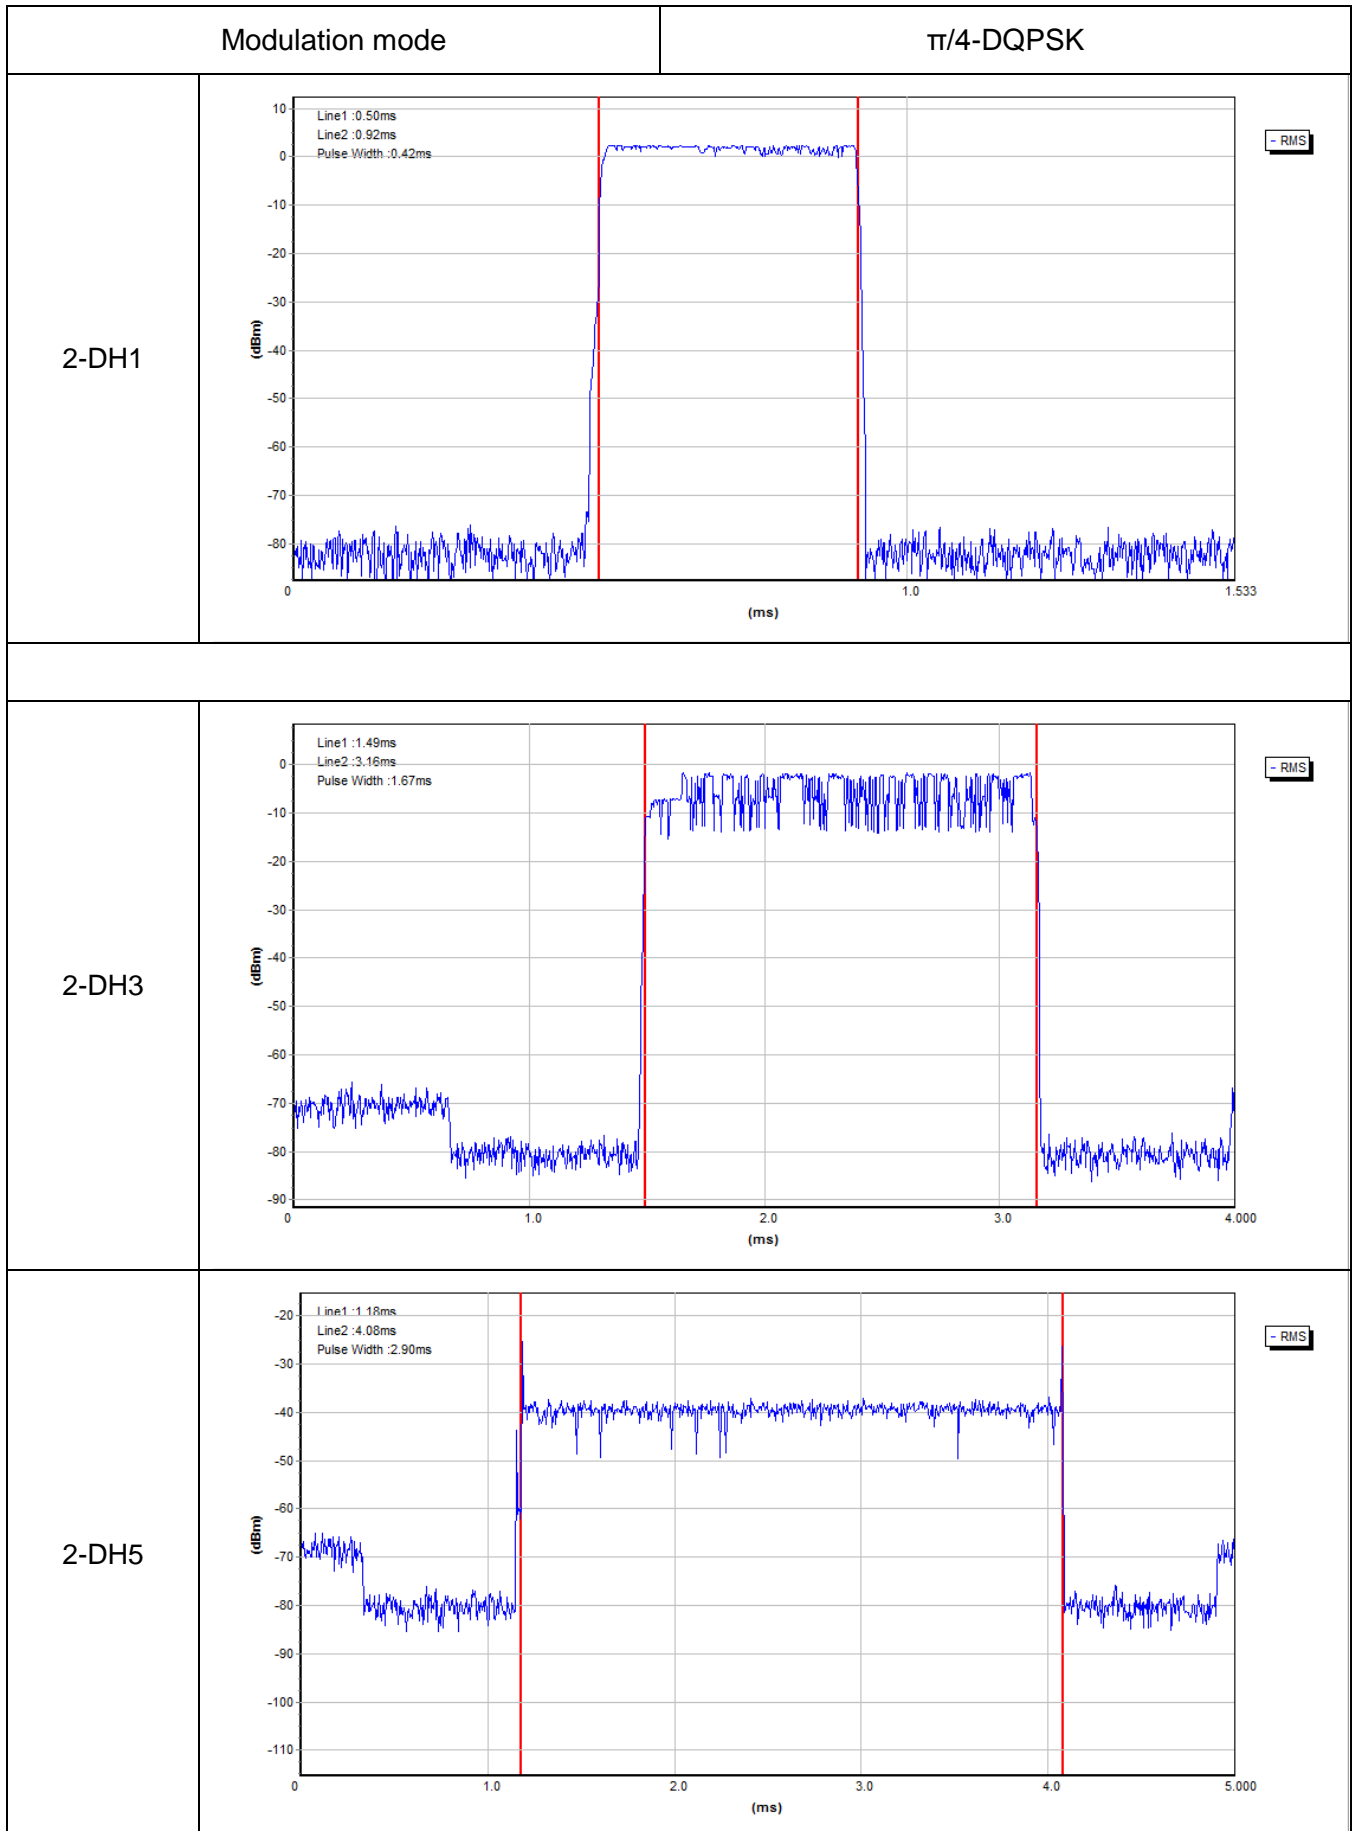 Modulation mode
π/4-DQPSK
2-DH1
Line1 :0.50ms
Line2 :0.92ms
Pulse Width :0.42ms
- RMS
10
0
-10
-20
-30
-40
-50
-60
-70
-80
(dBm)
0
1.0
1.533
(ms)
2-DH3
Line1 :1.49ms
Line2 :3.16ms
Pulse Width :1.67ms
- RMS
0
-10
-20
-30
-40
-50
-60
-70
-80
-90
(dBm)
0
1.0
2.0
3.0
4.000
(ms)
2-DH5
Line1 :1.18ms
Line2 :4.08ms
Pulse Width :2.90ms
- RMS
-20
-30
-40
-50
-60
-70
-80
-90
-100
-110
(dBm)
0
1.0
2.0
3.0
4.0
5.000
(ms)